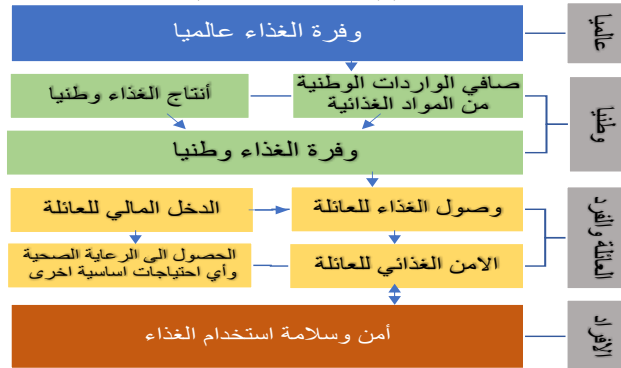 عالميا
وفرة الغذاء عالميا
وطنيا
صافي الواردات الوطنية
من المواد الغذائية
أنتاج الغذاء وطنيا
وفرة الغذاء وطنيا
العائلة والفرد
وصول الغذاء للعائلة
الدخل المالي للعائلة
الامن الغذائي للعائلة
الحصول الى الرعاية الصحية
وأي احتياجات اساسية اخرى
الافراد
أمن وسلامة استخدام الغذاء